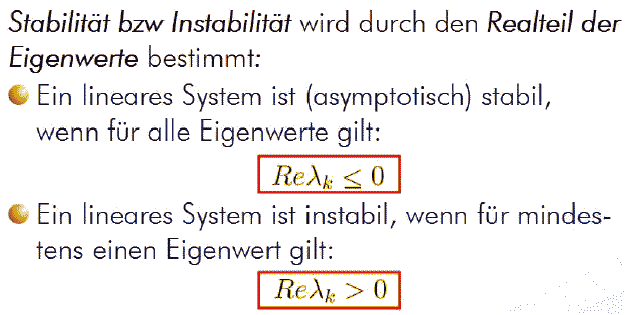 Stabilität bzw Instabilität wird durch den Realteil der
Eigenwerte bestimmt:
Ein lineares System ist (asymptotisch) stabil,
wenn für alle Eigenwerte gilt:
Reλₖ ≤ 0
Ein lineares System ist instabil, wenn für mindes-
tens einen Eigenwert gilt:
Reλₖ > 0